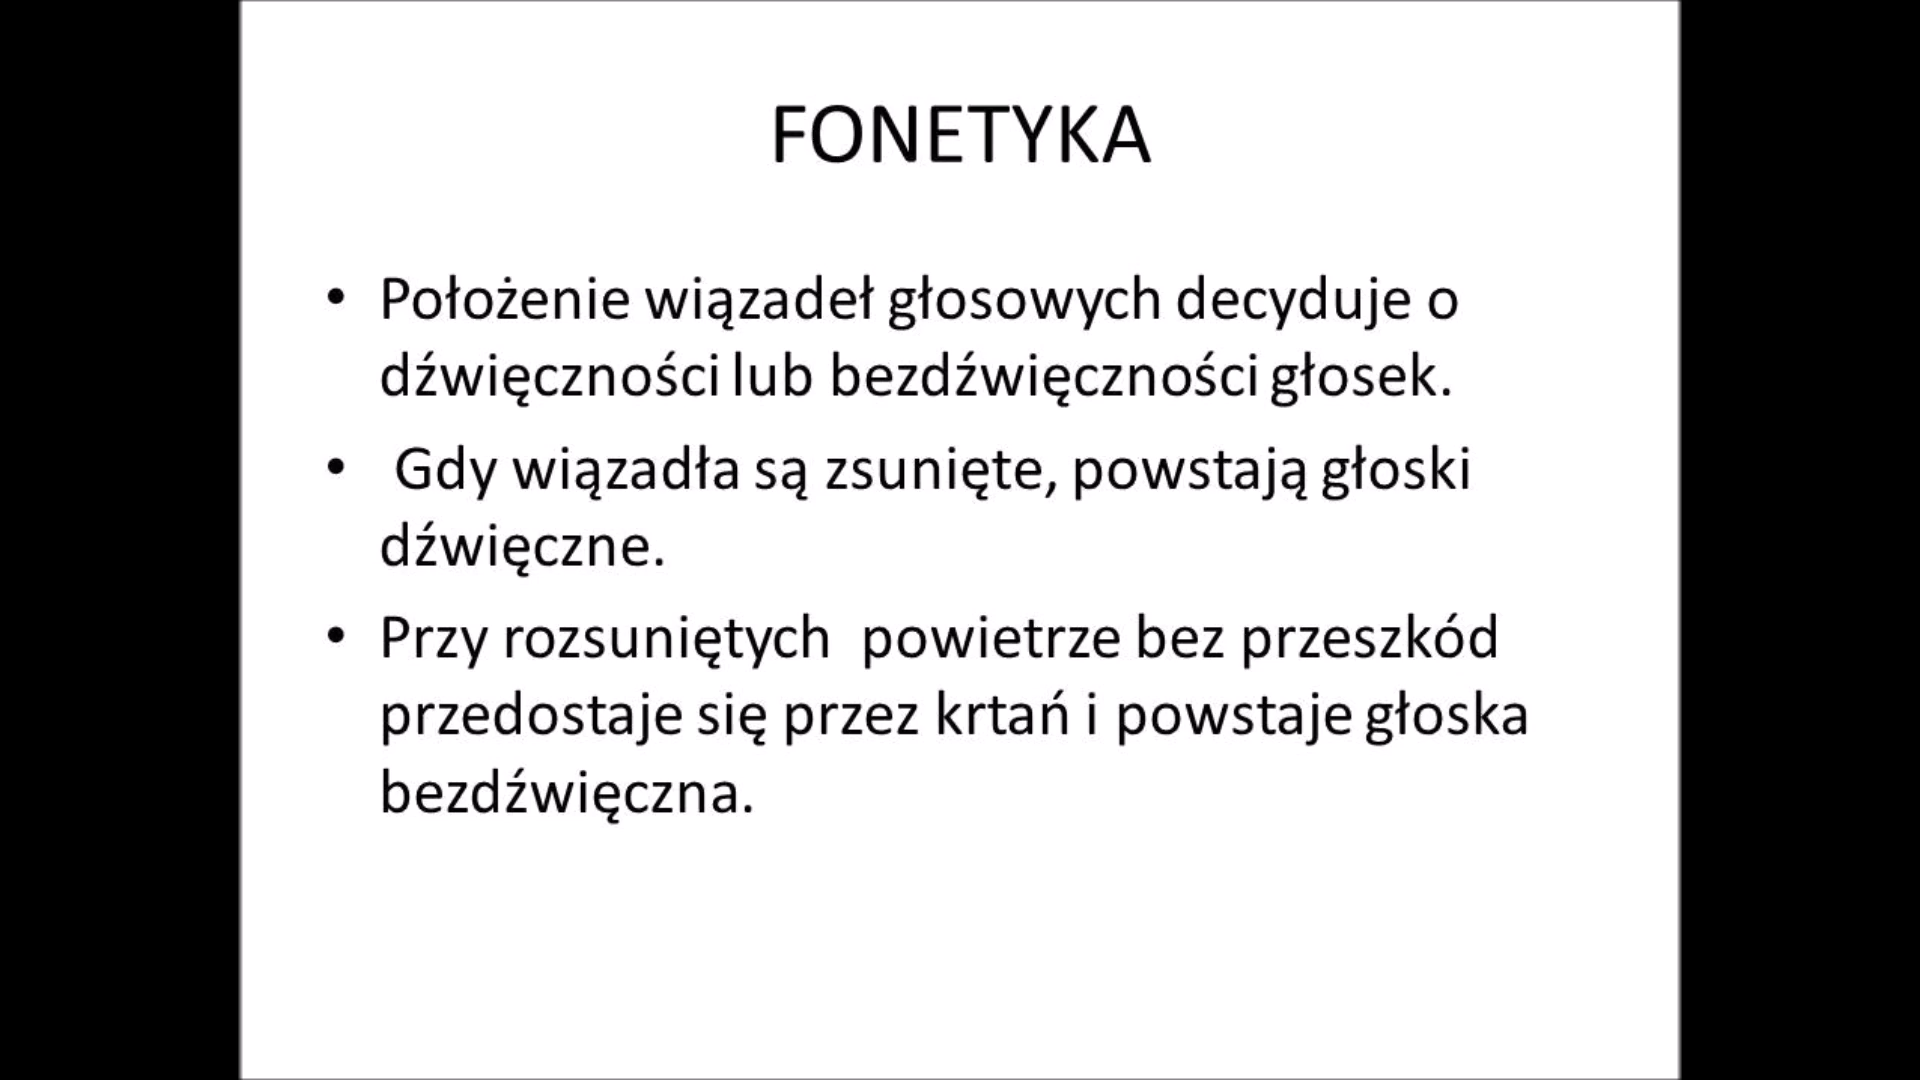 FONETYKA
• Położenie wiązadeł głosowych decyduje o
dźwięczności lub bezdźwięczności głosek.
• Gdy wiązadła są zsunięte, powstają głoski
dźwięczne.
• Przy rozsuniętych  powietrze bez przeszkód
przedostaje się przez krtań i powstaje głoska
bezdźwięczna.